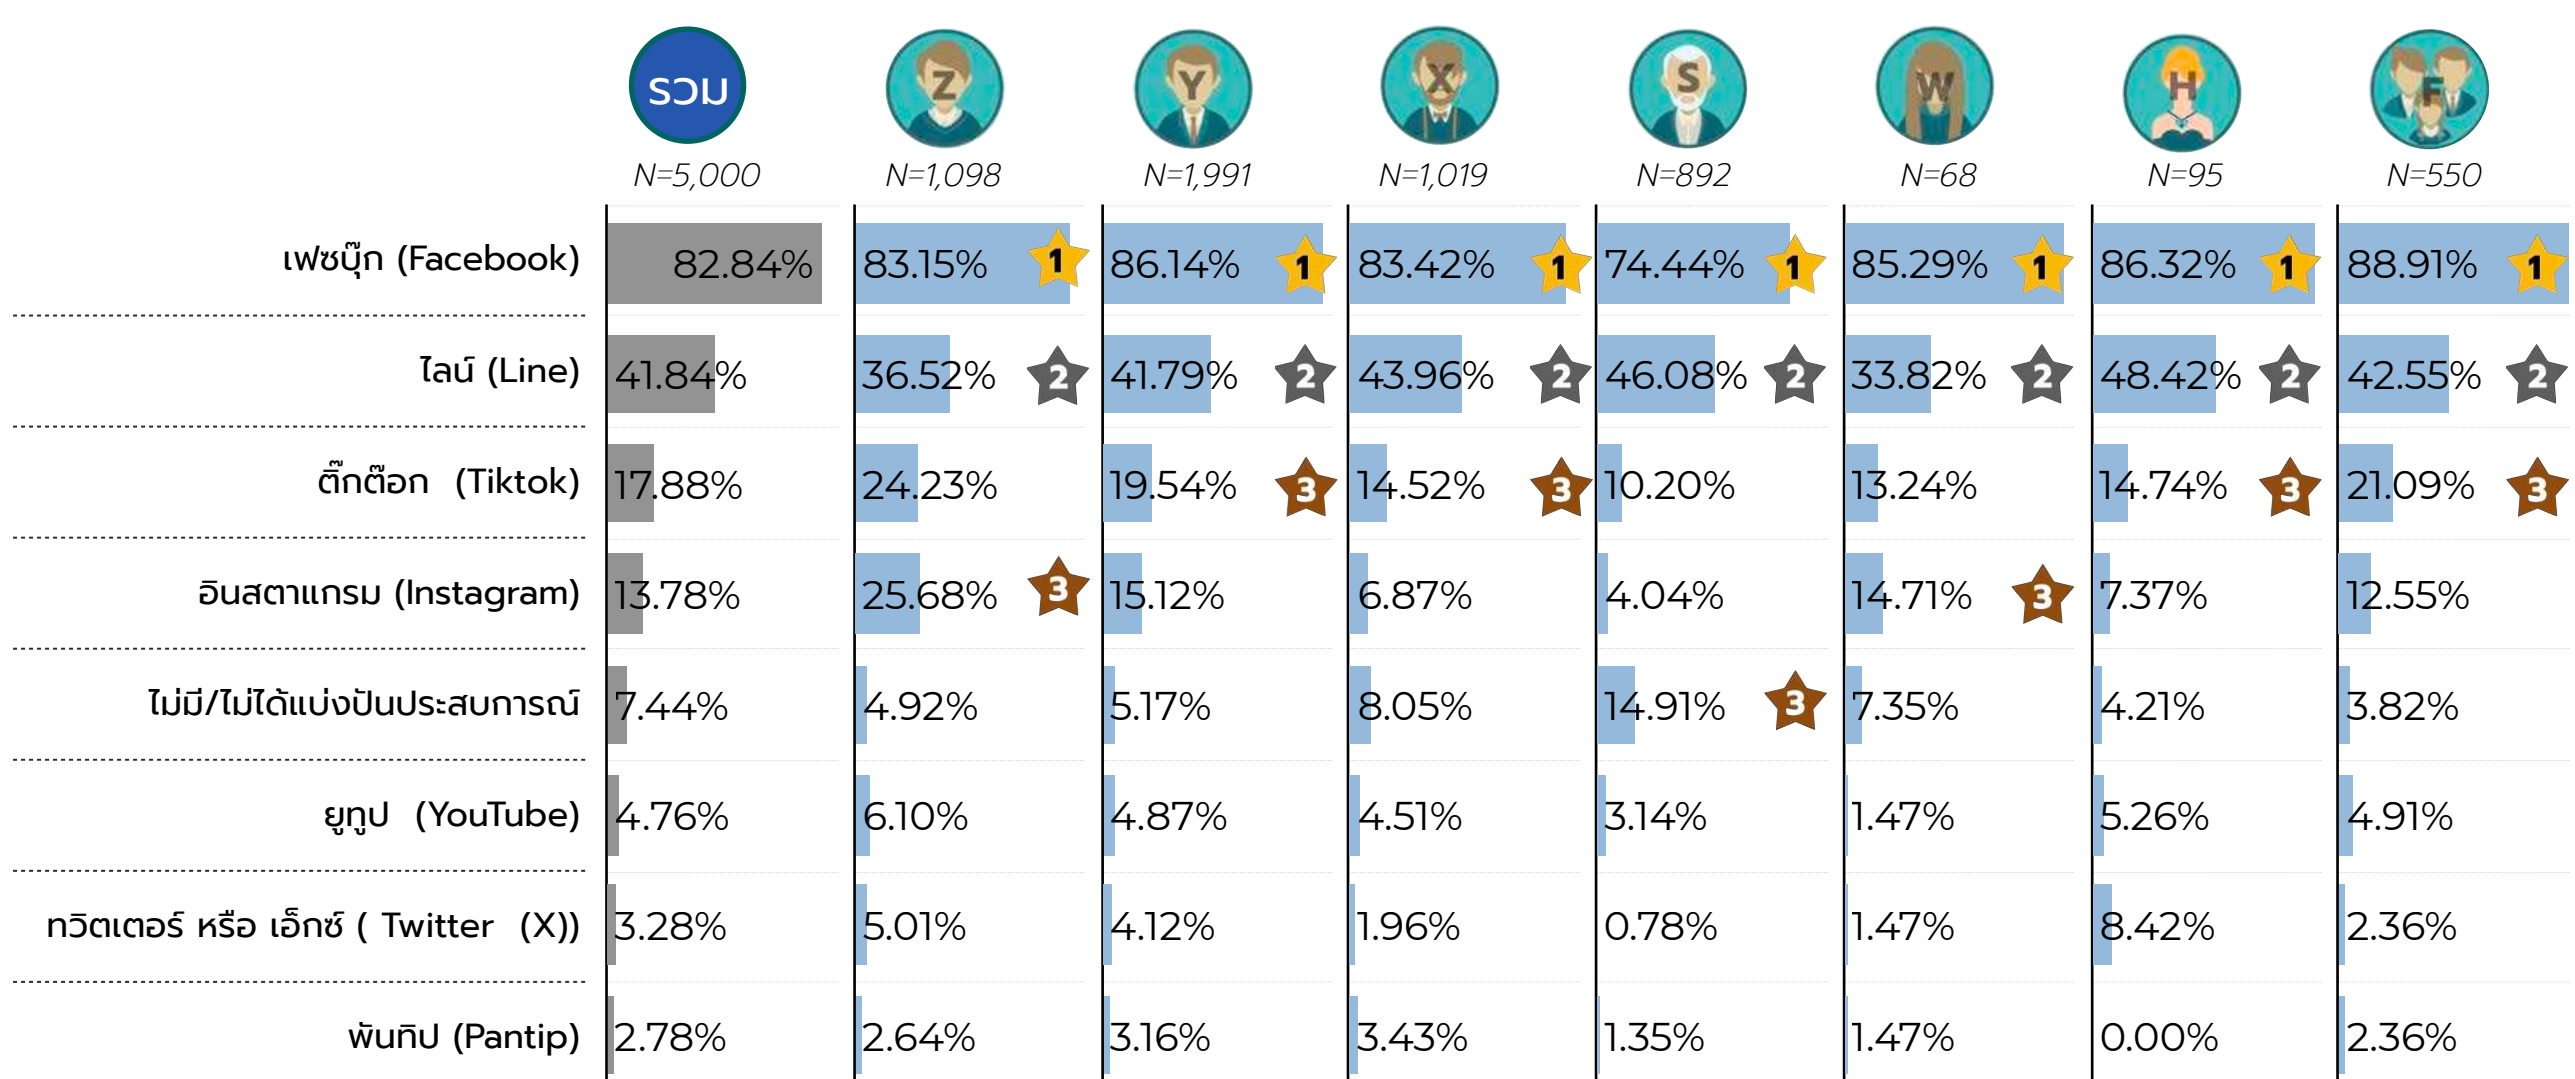 รวม Z Y X S W H F
N=5,000 N=1,098 N=1,991 N=1,019 N=892 N=68 N=95 N=550
เฟซบุ๊ก (Facebook) 82.84% 83.15% 1 86.14% 1 83.42% 1 74.44% 1 85.29% 1 86.32% 1 88.91% 1
ไลน์ (Line) 41.84% 36.52% 2 41.79% 2 43.96% 2 46.08% 2 33.82% 2 48.42% 2 42.55% 2
ติ๊กต๊อก (Tiktok) 17.88% 24.23% 19.54% 3 14.52% 3 10.20% 13.24% 14.74% 3 21.09% 3
อินสตาแกรม (Instagram) 13.78% 25.68% 3 15.12% 6.87% 4.04% 14.71% 3 7.37% 12.55%
ไม่มี/ไม่ได้แบ่งปันประสบการณ์ 7.44% 4.92% 5.17% 8.05% 14.91% 3 7.35% 4.21% 3.82%
ยูทูป (YouTube) 4.76% 6.10% 4.87% 4.51% 3.14% 1.47% 5.26% 4.91%
ทวิตเตอร์ หรือ เอ็กซ์ ( Twitter (X)) 3.28% 5.01% 4.12% 1.96% 0.78% 1.47% 8.42% 2.36%
พันทิป (Pantip) 2.78% 2.64% 3.16% 3.43% 1.35% 1.47% 0.00% 2.36%